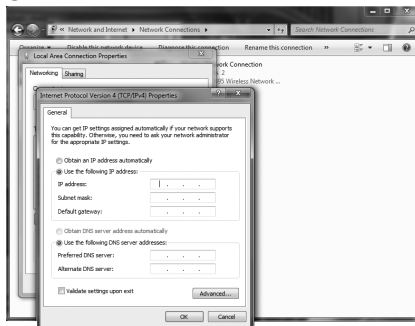 « Network and Internet ▸ Network Connections ▸
Search Network Connections
Organize Disable this network device Diagnose this connection Rename this connection »
Local Area Connection Properties
work Connection
2
95 Wireless Network ...
Networking Sharing
Internet Protocol Version 4 (TCP/IPv4) Properties
General
You can get IP settings assigned automatically if your network supports
this capability. Otherwise, you need to ask your network administrator
for the appropriate IP settings.
Obtain an IP address automatically
Use the following IP address:
IP address:
Subnet mask:
Default gateway:
Obtain DNS server address automatically
Use the following DNS server addresses:
Preferred DNS server:
Alternate DNS server:
Validate settings upon exit
Advanced...
OK Cancel